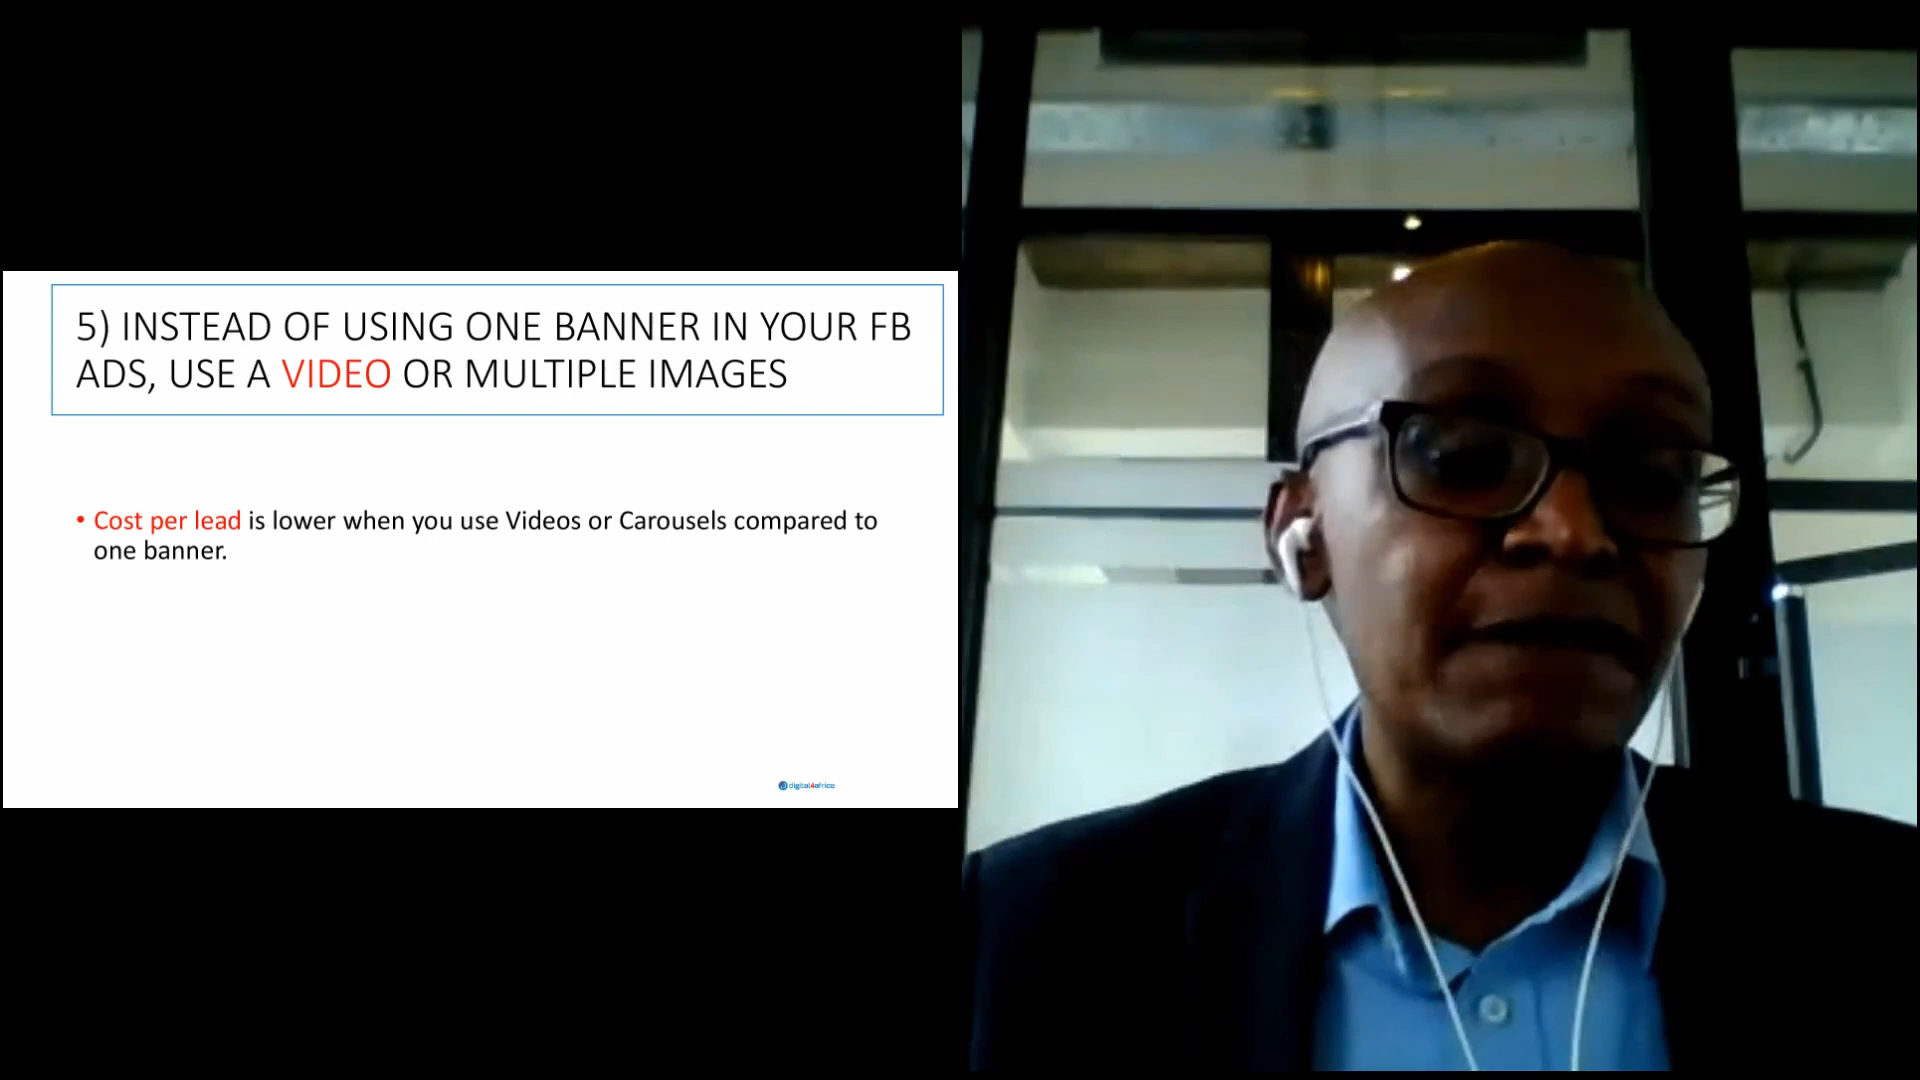 5) INSTEAD OF USING ONE BANNER IN YOUR FB
ADS, USE A VIDEO OR MULTIPLE IMAGES
• Cost per lead is lower when you use Videos or Carousels compared to
one banner.
digital4africa